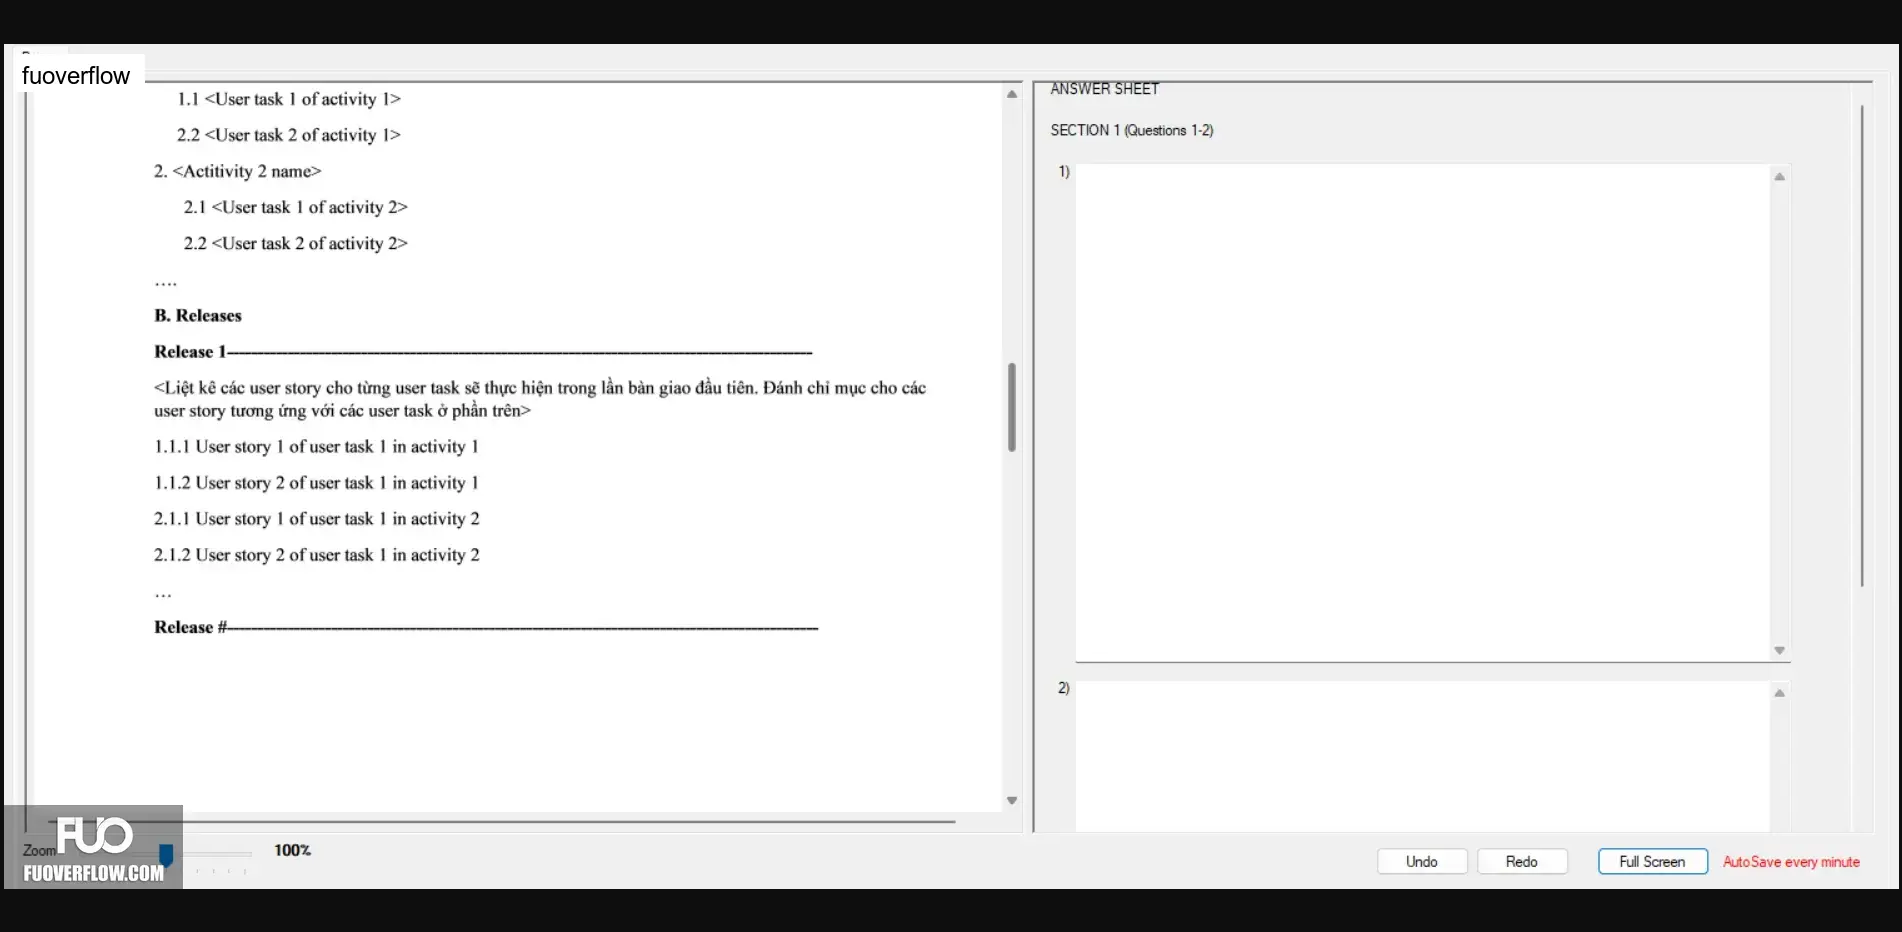 fuoverflow
1.1 <User task 1 of activity 1>
2.2 <User task 2 of activity 1>
2. <Actitivity 2 name>
2.1 <User task 1 of activity 2>
2.2 <User task 2 of activity 2>
....
B. Releases
Release 1
<Liệt kê các user story cho từng user task sẽ thực hiện trong lần bàn giao đầu tiên. Đánh chỉ mục cho các
user story tương ứng với các user task ở phần trên>
1.1.1 User story 1 of user task 1 in activity 1
1.1.2 User story 2 of user task 1 in activity 1
2.1.1 User story 1 of user task 1 in activity 2
2.1.2 User story 2 of user task 1 in activity 2
...
Release #
ANSWER SHEET
SECTION 1 (Questions 1-2)
1)
2)
Zoom
100%
FUO
FUOVERFLOW.COM
Undo
Redo
Full Screen
AutoSave every minute